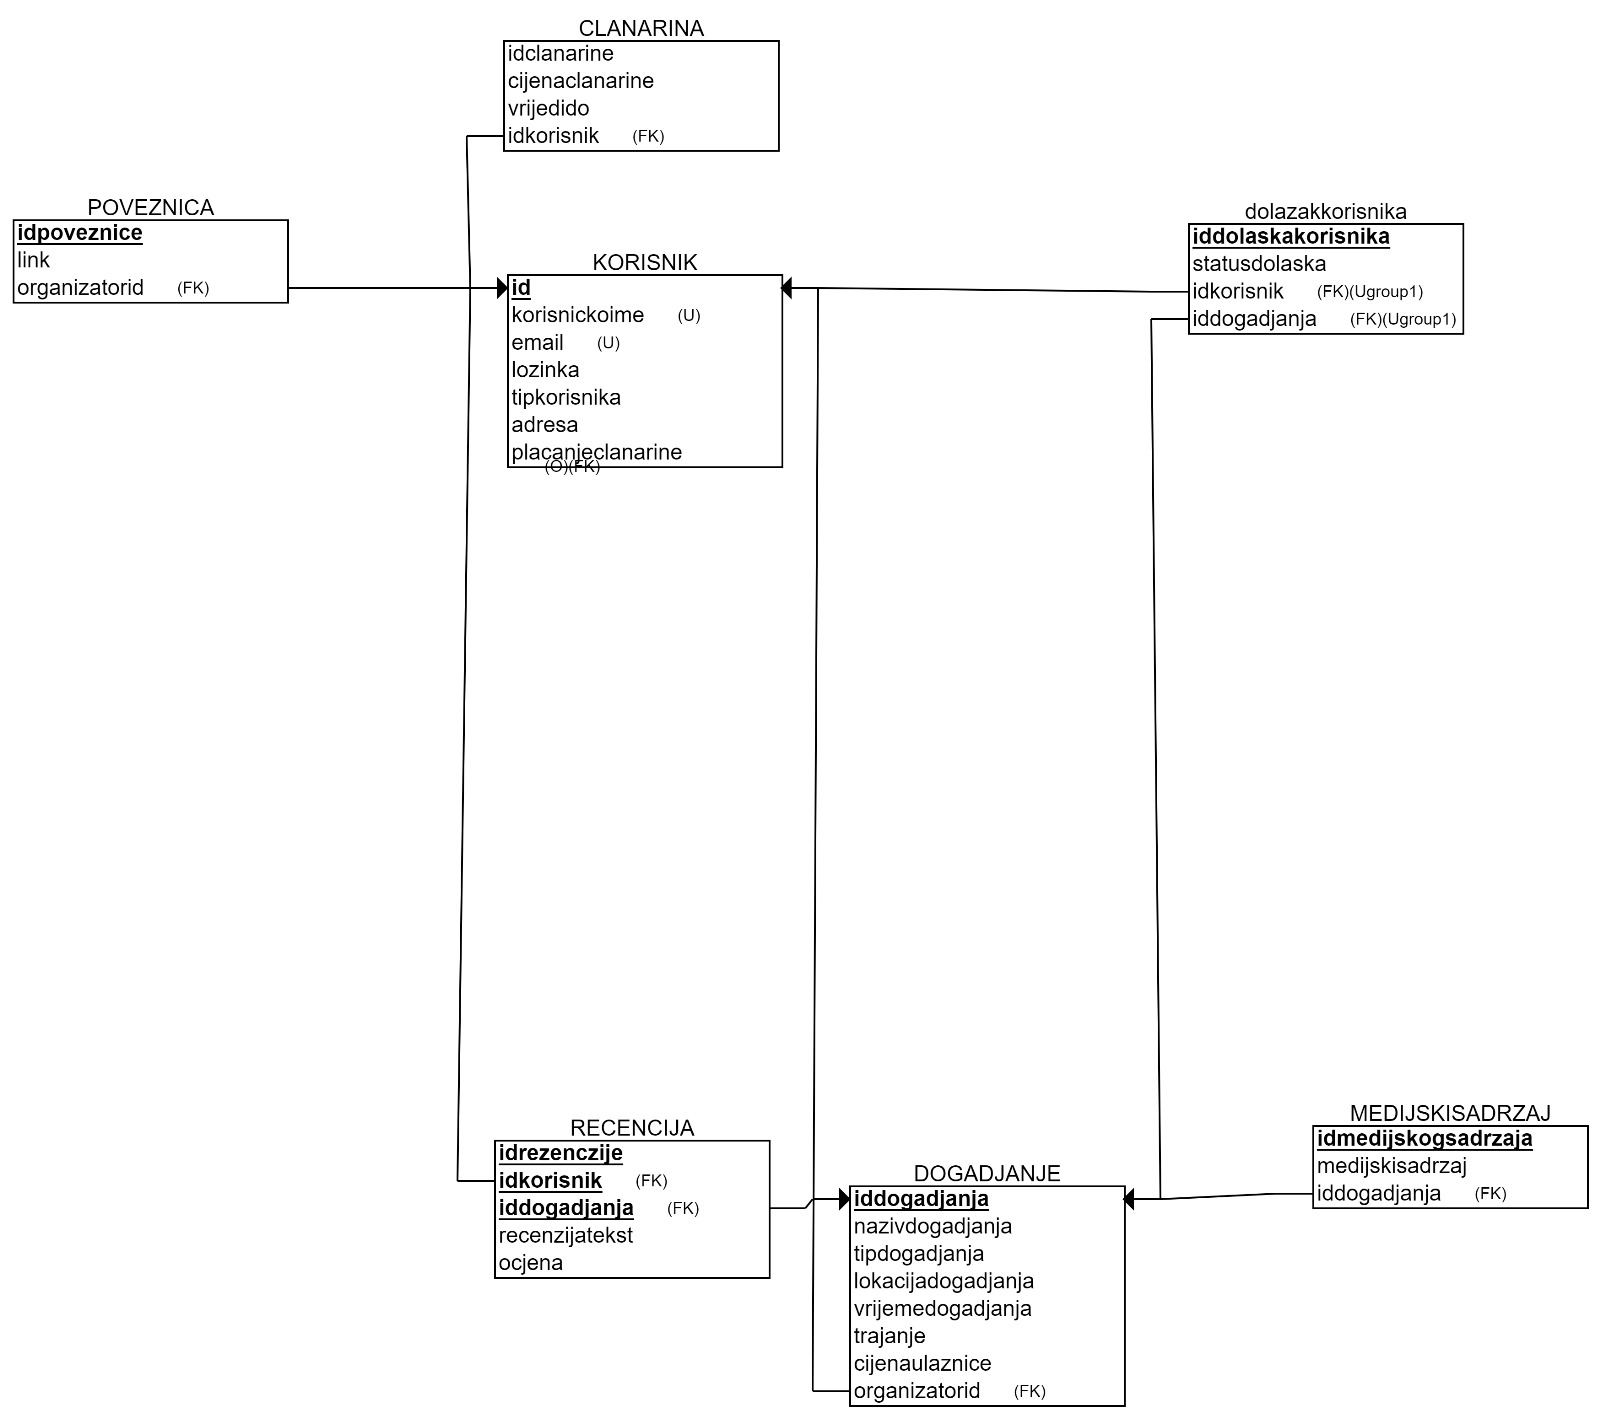 CLANARINA
idclanarine
cijenaclanarine
vrijedido
idkorisnik (FK)
POVEZNICA
idpoveznice
link
organizatorid (FK)
KORISNIK
id
korisnickoime (U)
email (U)
lozinka
tipkorisnika
adresa
placanjeclanarine
(O)(FK)
dolazakkorisnika
iddolaskakorisnika
statusdolaska
idkorisnik (FK)(Ugroup1)
iddogadjanja (FK)(Ugroup1)
RECENCIJA
idrezenczije
idkorisnik (FK)
iddogadjanja (FK)
recenzijatekst
ocjena
DOGADJANJE
iddogadjanja
nazivdogadjanja
tipdogadjanja
lokacijadogadjanja
vrijemedogadjanja
trajanje
cijenaulaznice
organizatorid (FK)
MEDIJSKISADRZAJ
idmedijskogsadrzaja
medijskisadrzaj
iddogadjanja (FK)